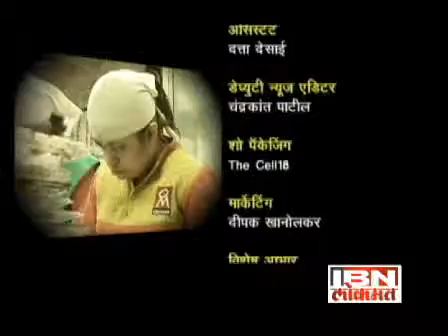 असिस्टंट
दत्ता देसाई
डेप्युटी न्यूज एडिटर
चंद्रकांत पाटील
शो पॅकेजिंग
The Cell18
मार्केटिंग
दीपक खानोलकर
विशेष आभार
IBN
लोकमत